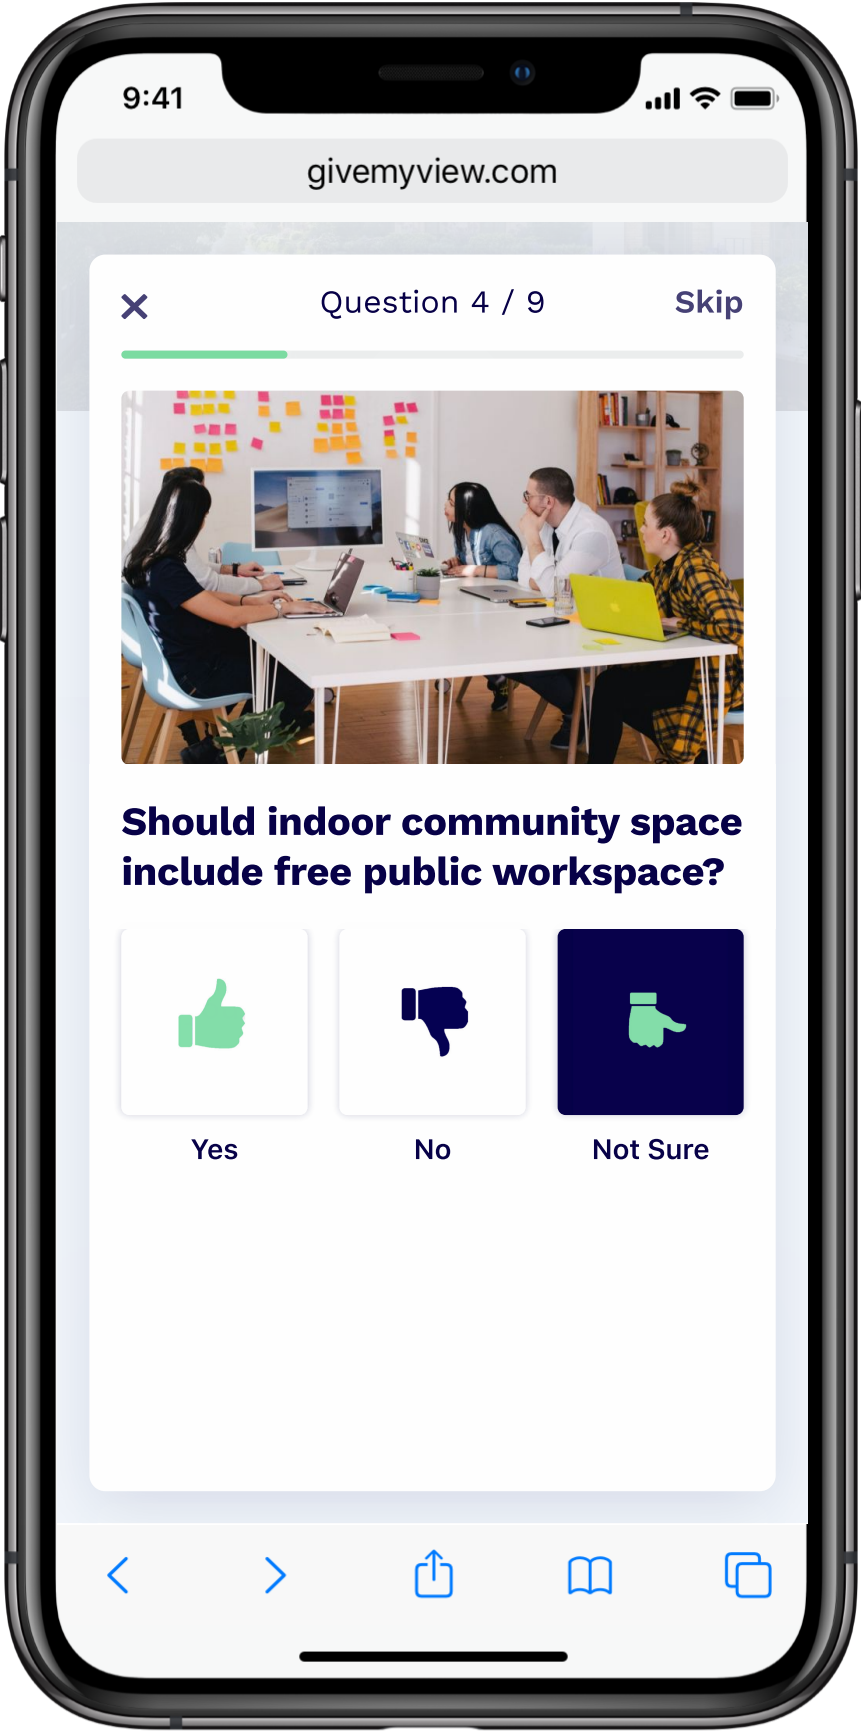 9:41
givemyview.com
Question 4 / 9
Skip
Should indoor community space
include free public workspace?
Yes
No
Not Sure